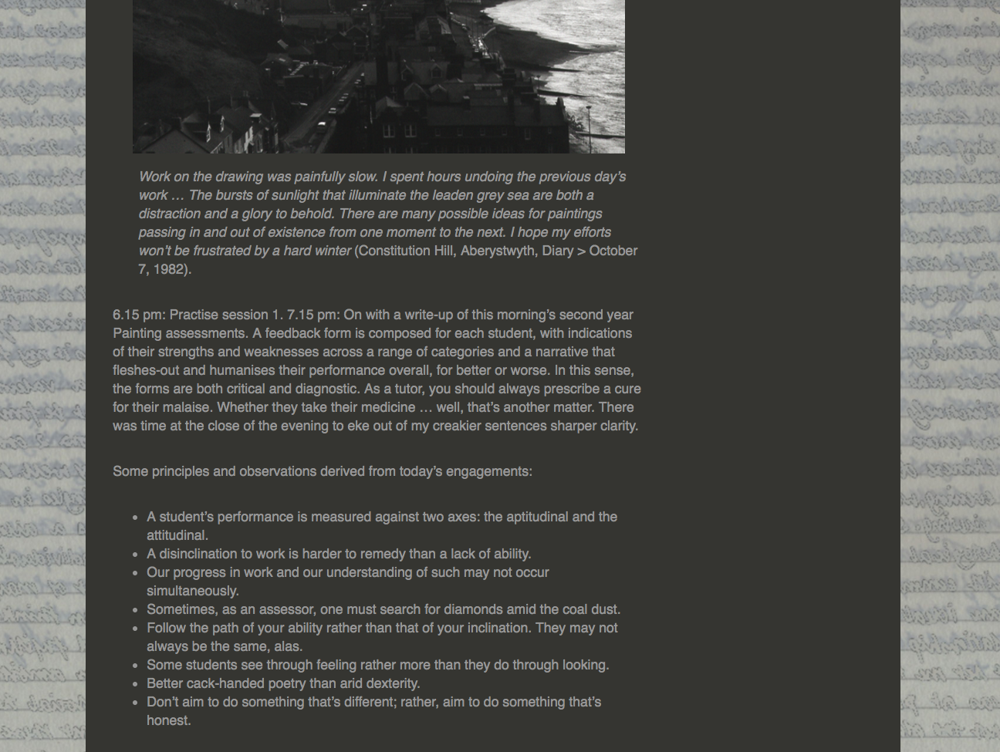 Work on the drawing was painfully slow. I spent hours undoing the previous day’s
work … The bursts of sunlight that illuminate the leaden grey sea are both a
distraction and a glory to behold. There are many possible ideas for paintings
passing in and out of existence from one moment to the next. I hope my efforts
won’t be frustrated by a hard winter (Constitution Hill, Aberystwyth, Diary > October
7, 1982).
6.15 pm: Practise session 1. 7.15 pm: On with a write-up of this morning’s second year
Painting assessments. A feedback form is composed for each student, with indications
of their strengths and weaknesses across a range of categories and a narrative that
fleshes-out and humanises their performance overall, for better or worse. In this sense,
the forms are both critical and diagnostic. As a tutor, you should always prescribe a cure
for their malaise. Whether they take their medicine … well, that’s another matter. There
was time at the close of the evening to eke out of my creakier sentences sharper clarity.
Some principles and observations derived from today’s engagements:
• A student’s performance is measured against two axes: the aptitudinal and the
attitudinal.
• A disinclination to work is harder to remedy than a lack of ability.
• Our progress in work and our understanding of such may not occur
simultaneously.
• Sometimes, as an assessor, one must search for diamonds amid the coal dust.
• Follow the path of your ability rather than that of your inclination. They may not
always be the same, alas.
• Some students see through feeling rather more than they do through looking.
• Better cack-handed poetry than arid dexterity.
• Don’t aim to do something that’s different; rather, aim to do something that’s
honest.